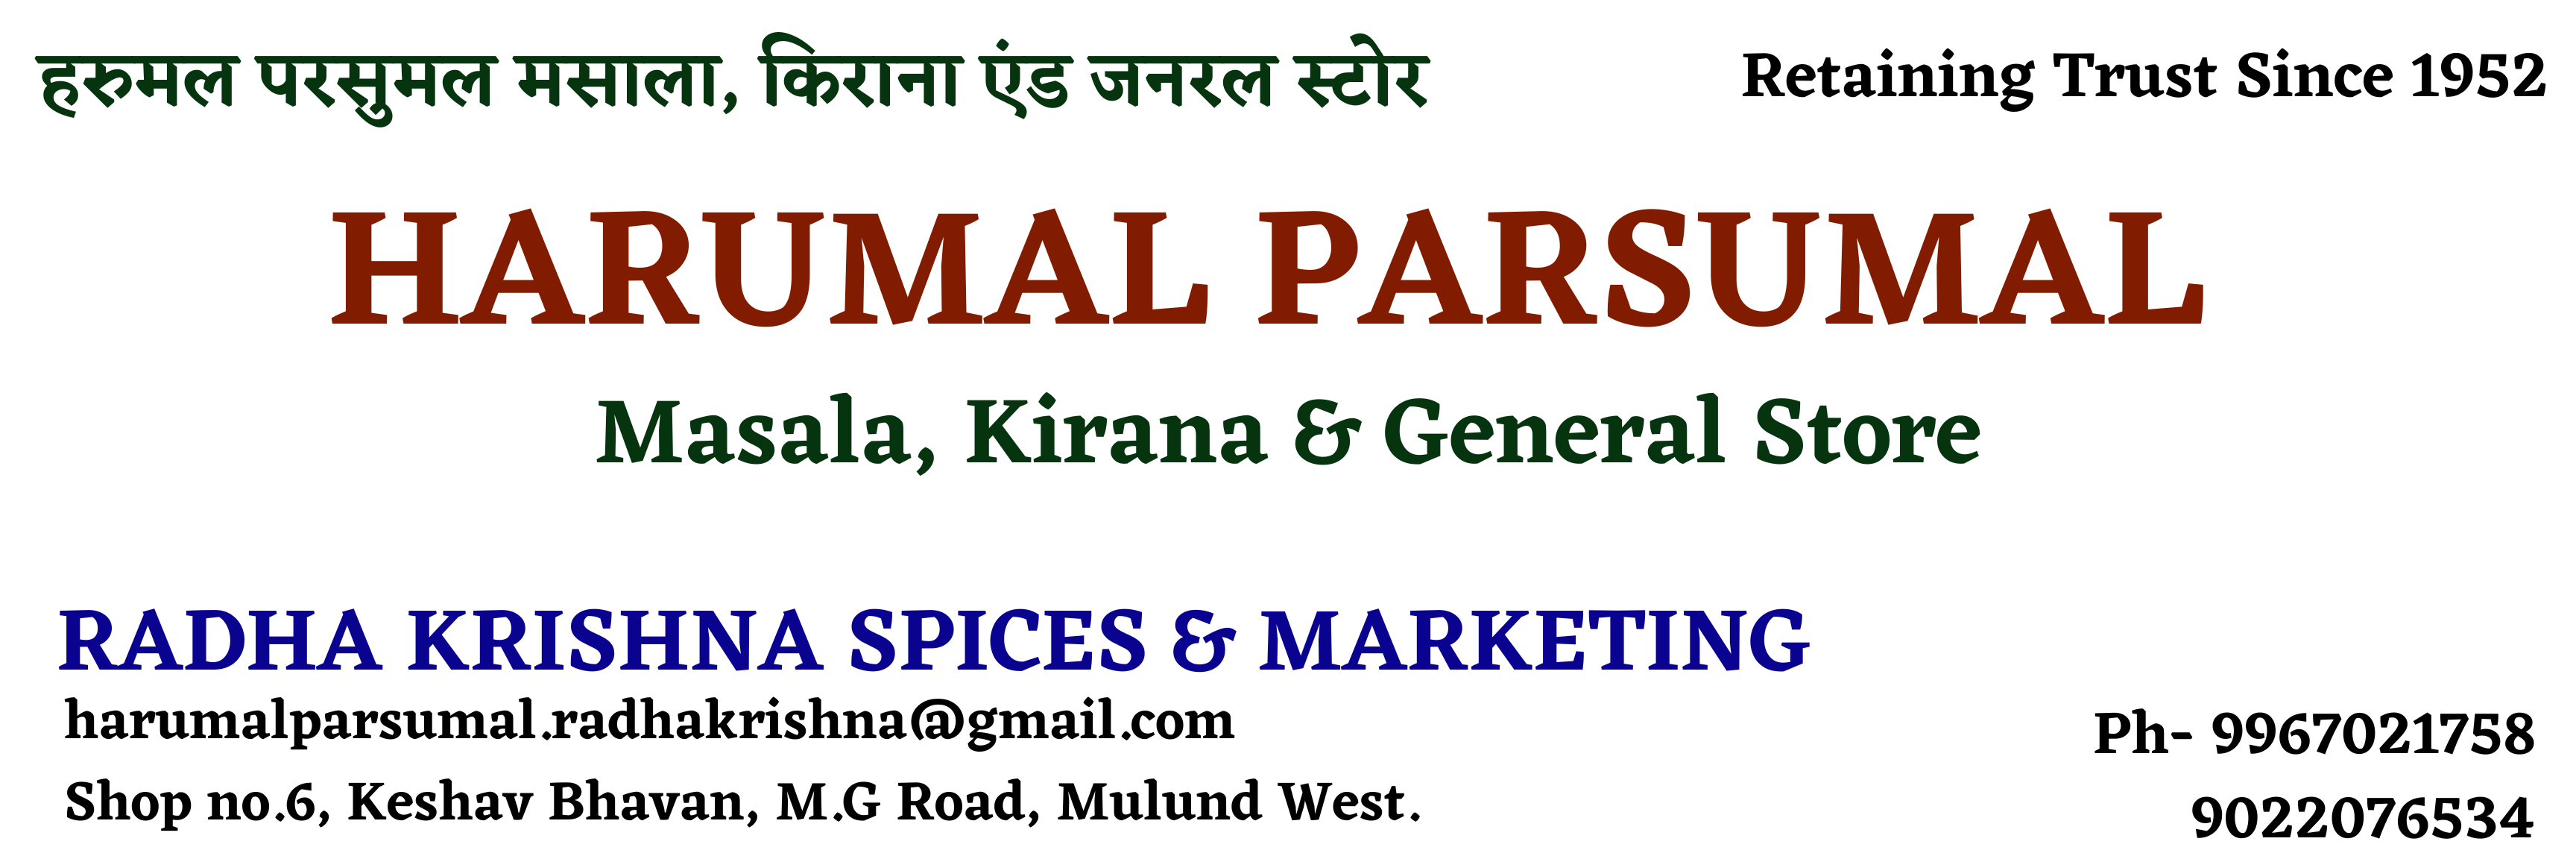 हरुमल परसुमल मसाला, किराना एंड जनरल स्टोर
Retaining Trust Since 1952
HARUMAL PARSUMAL
Masala, Kirana & General Store
RADHA KRISHNA SPICES & MARKETING
harumalparsumal.radhakrishna@gmail.com
Shop no.6, Keshav Bhavan, M.G Road, Mulund West.
Ph- 9967021758
9022076534